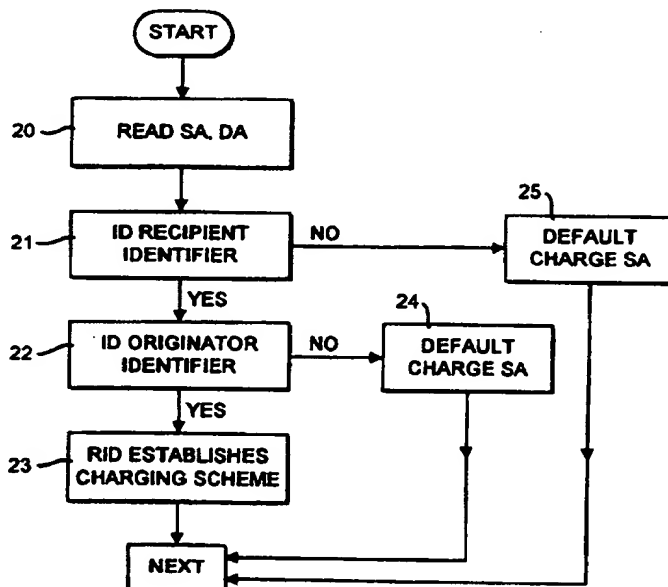 START
20
READ SA. DA
21
ID RECIPIENT
IDENTIFIER
NO
25
DEFAULT
CHARGE SA
YES
22
ID ORIGINATOR
IDENTIFIER
NO
24
DEFAULT
CHARGE SA
YES
23
RID ESTABLISHES
CHARGING SCHEME
NEXT